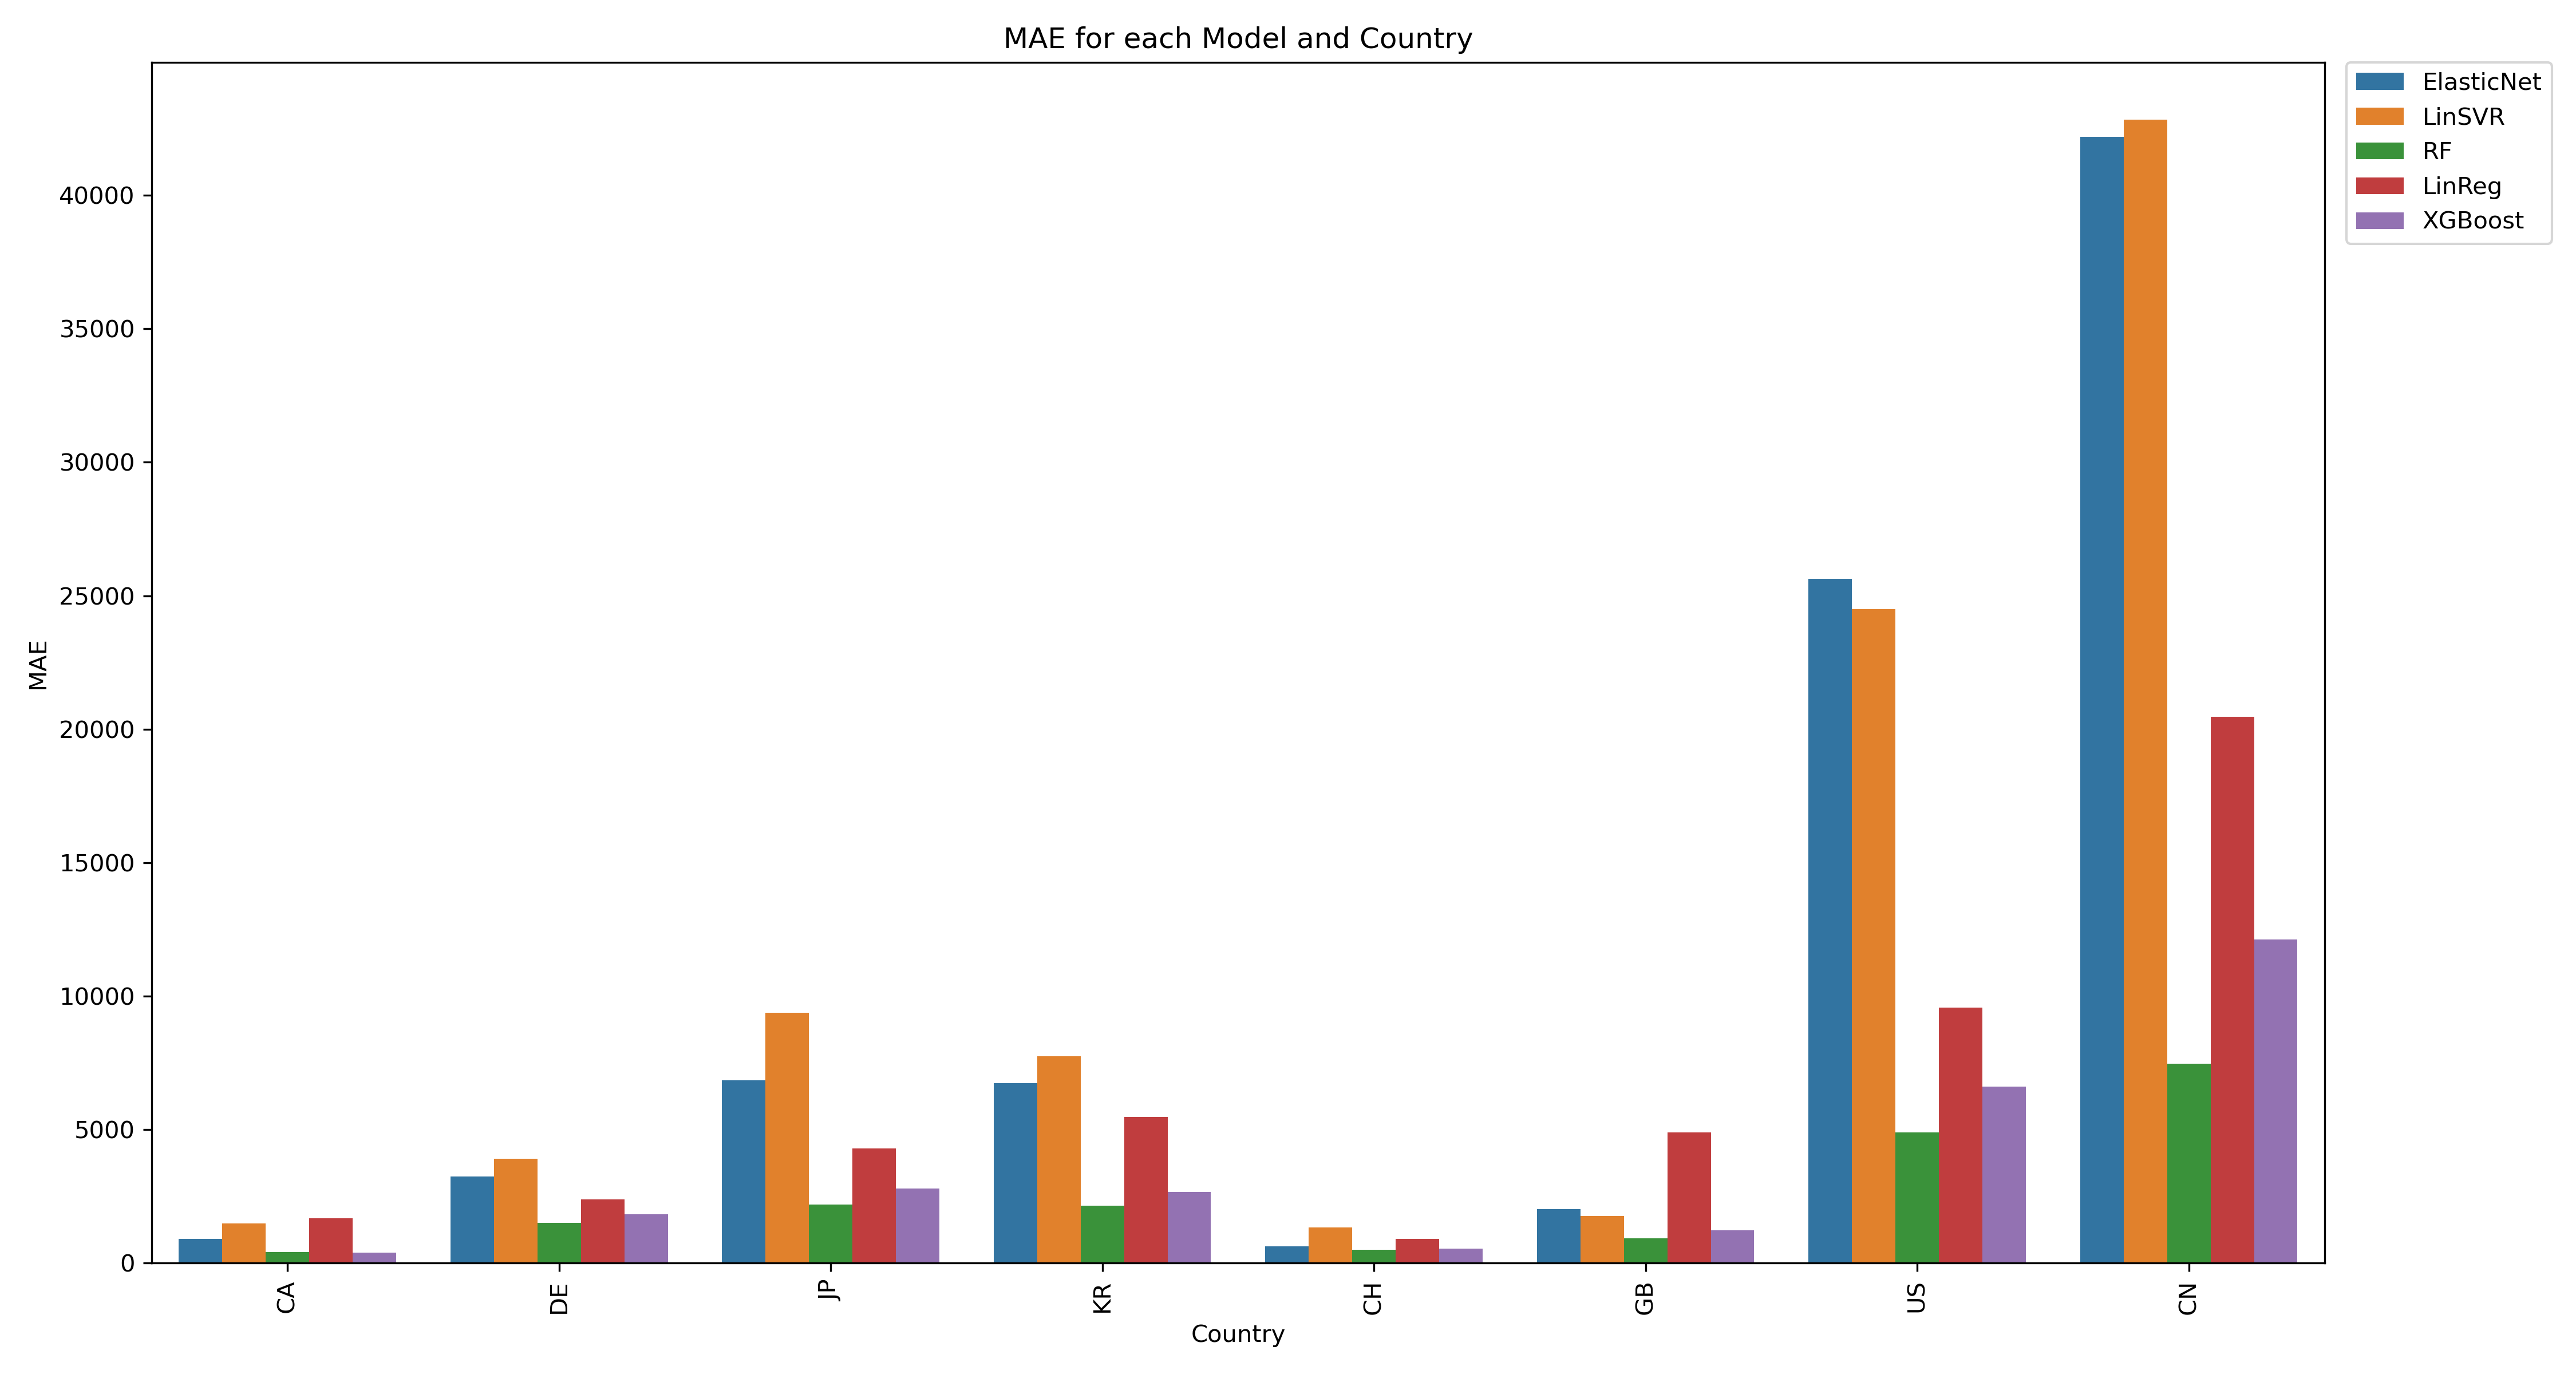 MAE for each Model and Country
ElasticNet
LinSVR
RF
LinReg
XGBoost
MAE
40000
35000
30000
25000
20000
15000
10000
5000
0
CA
DE
JP
KR
CH
GB
US
CN
Country